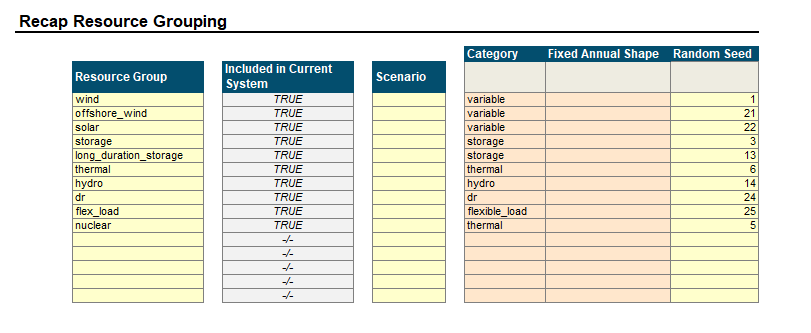 Recap Resource Grouping
Resource Group Included in Current System Scenario Category Fixed Annual Shape Random Seed
wind TRUE variable 1
offshore_wind TRUE variable 21
solar TRUE variable 22
storage TRUE storage 3
long_duration_storage TRUE storage 13
thermal TRUE thermal 6
hydro TRUE hydro 14
dr TRUE dr 24
flex_load TRUE flexible_load 25
nuclear TRUE thermal 5
-/-
-/-
-/-
-/-
-/-